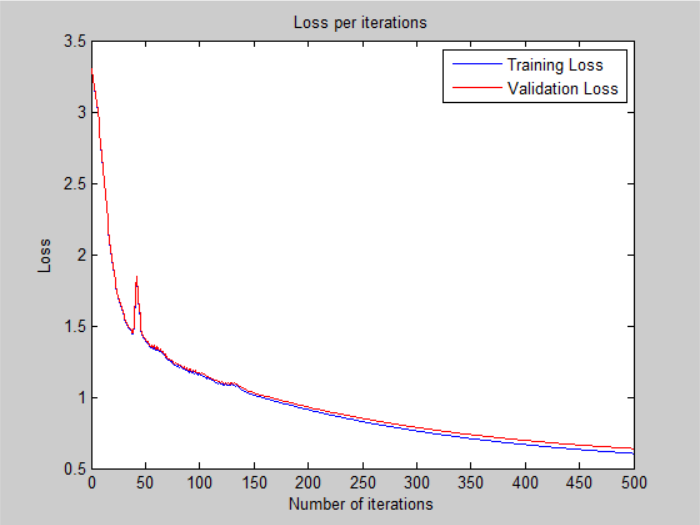 Loss per iterations
3.5
3
2.5
2
1.5
1
0.5
Loss
Training Loss
Validation Loss
0 50 100 150 200 250 300 350 400 450 500
Number of iterations